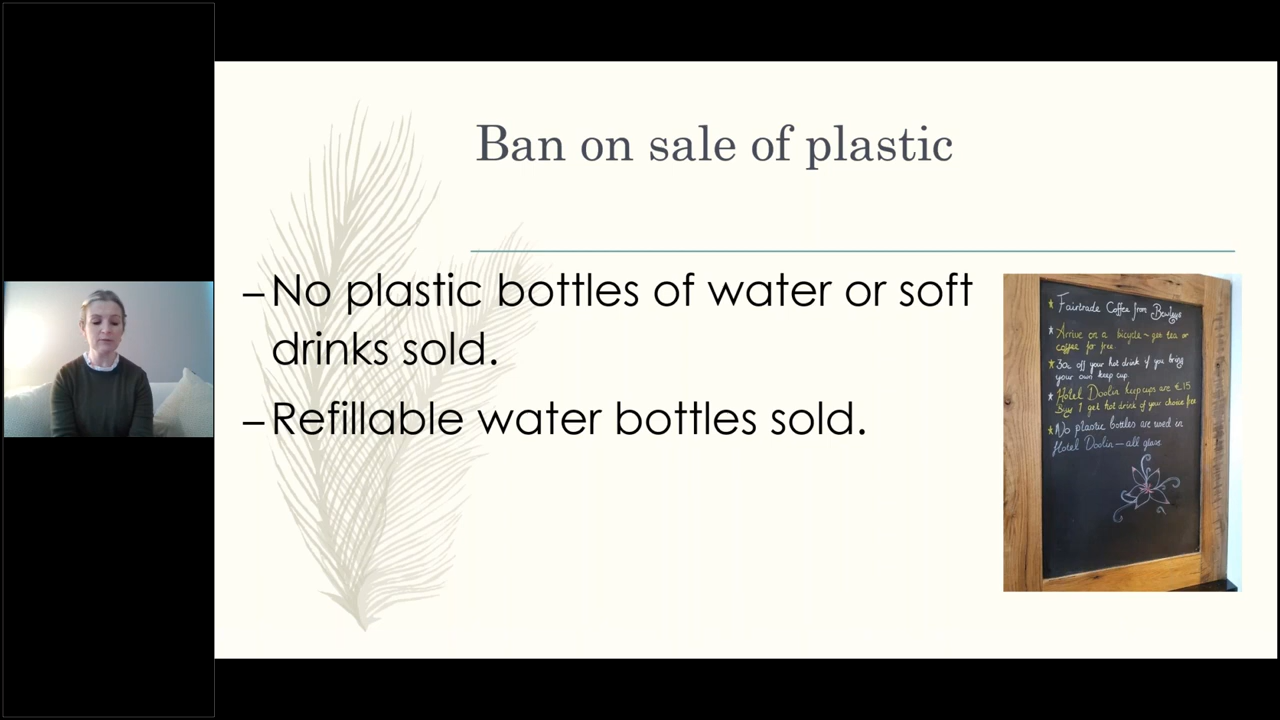 Ban on sale of plastic
–No plastic bottles of water or soft
drinks sold.
–Refillable water bottles sold.
Fairtrade Coffee from
Arrive on a bicycle – get tea or
coffee for free
30c off your hot drink if you bring
your own keep cup.
Hotel Doolin keepcups are €15
Buy 1 get hot drink of your choice free
No plastic bottles are used in
Hotel Doolin – all glass